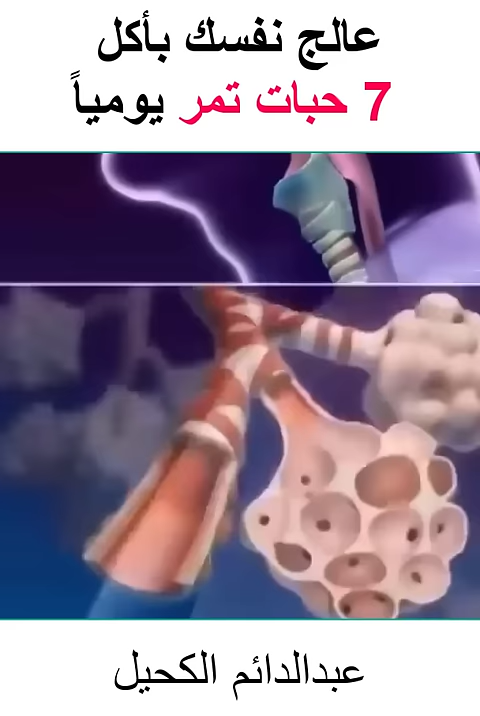 عالج نفسك بأكل
7 حبات تمر يومياً
عبدالدائم الكحيل